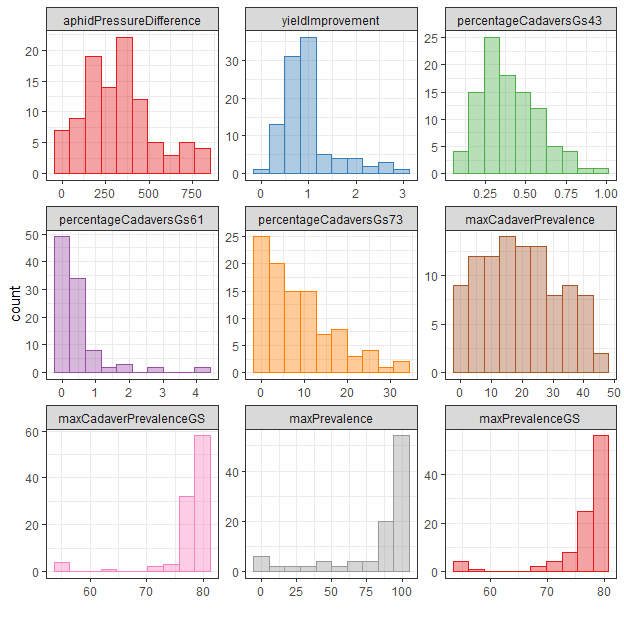 aphidPressureDifference yieldImprovement percentageCadaversGs43
20 15 10 5 0
30 20 10 0
25 20 15 10 5 0
0 250 500 750
0 1 2 3
0.25 0.50 0.75 1.00
percentageCadaversGs61 percentageCadaversGs73 maxCadaverPrevalence
count
50 40 30 20 10 0
25 20 15 10 5 0
10 5 0
0 1 2 3 4
0 10 20 30
0 10 20 30 40 50
maxCadaverPrevalenceGS maxPrevalence maxPrevalenceGS
60 40 20 0
40 20 0
40 20 0
60 70 80
0 25 50 75 100
60 70 80